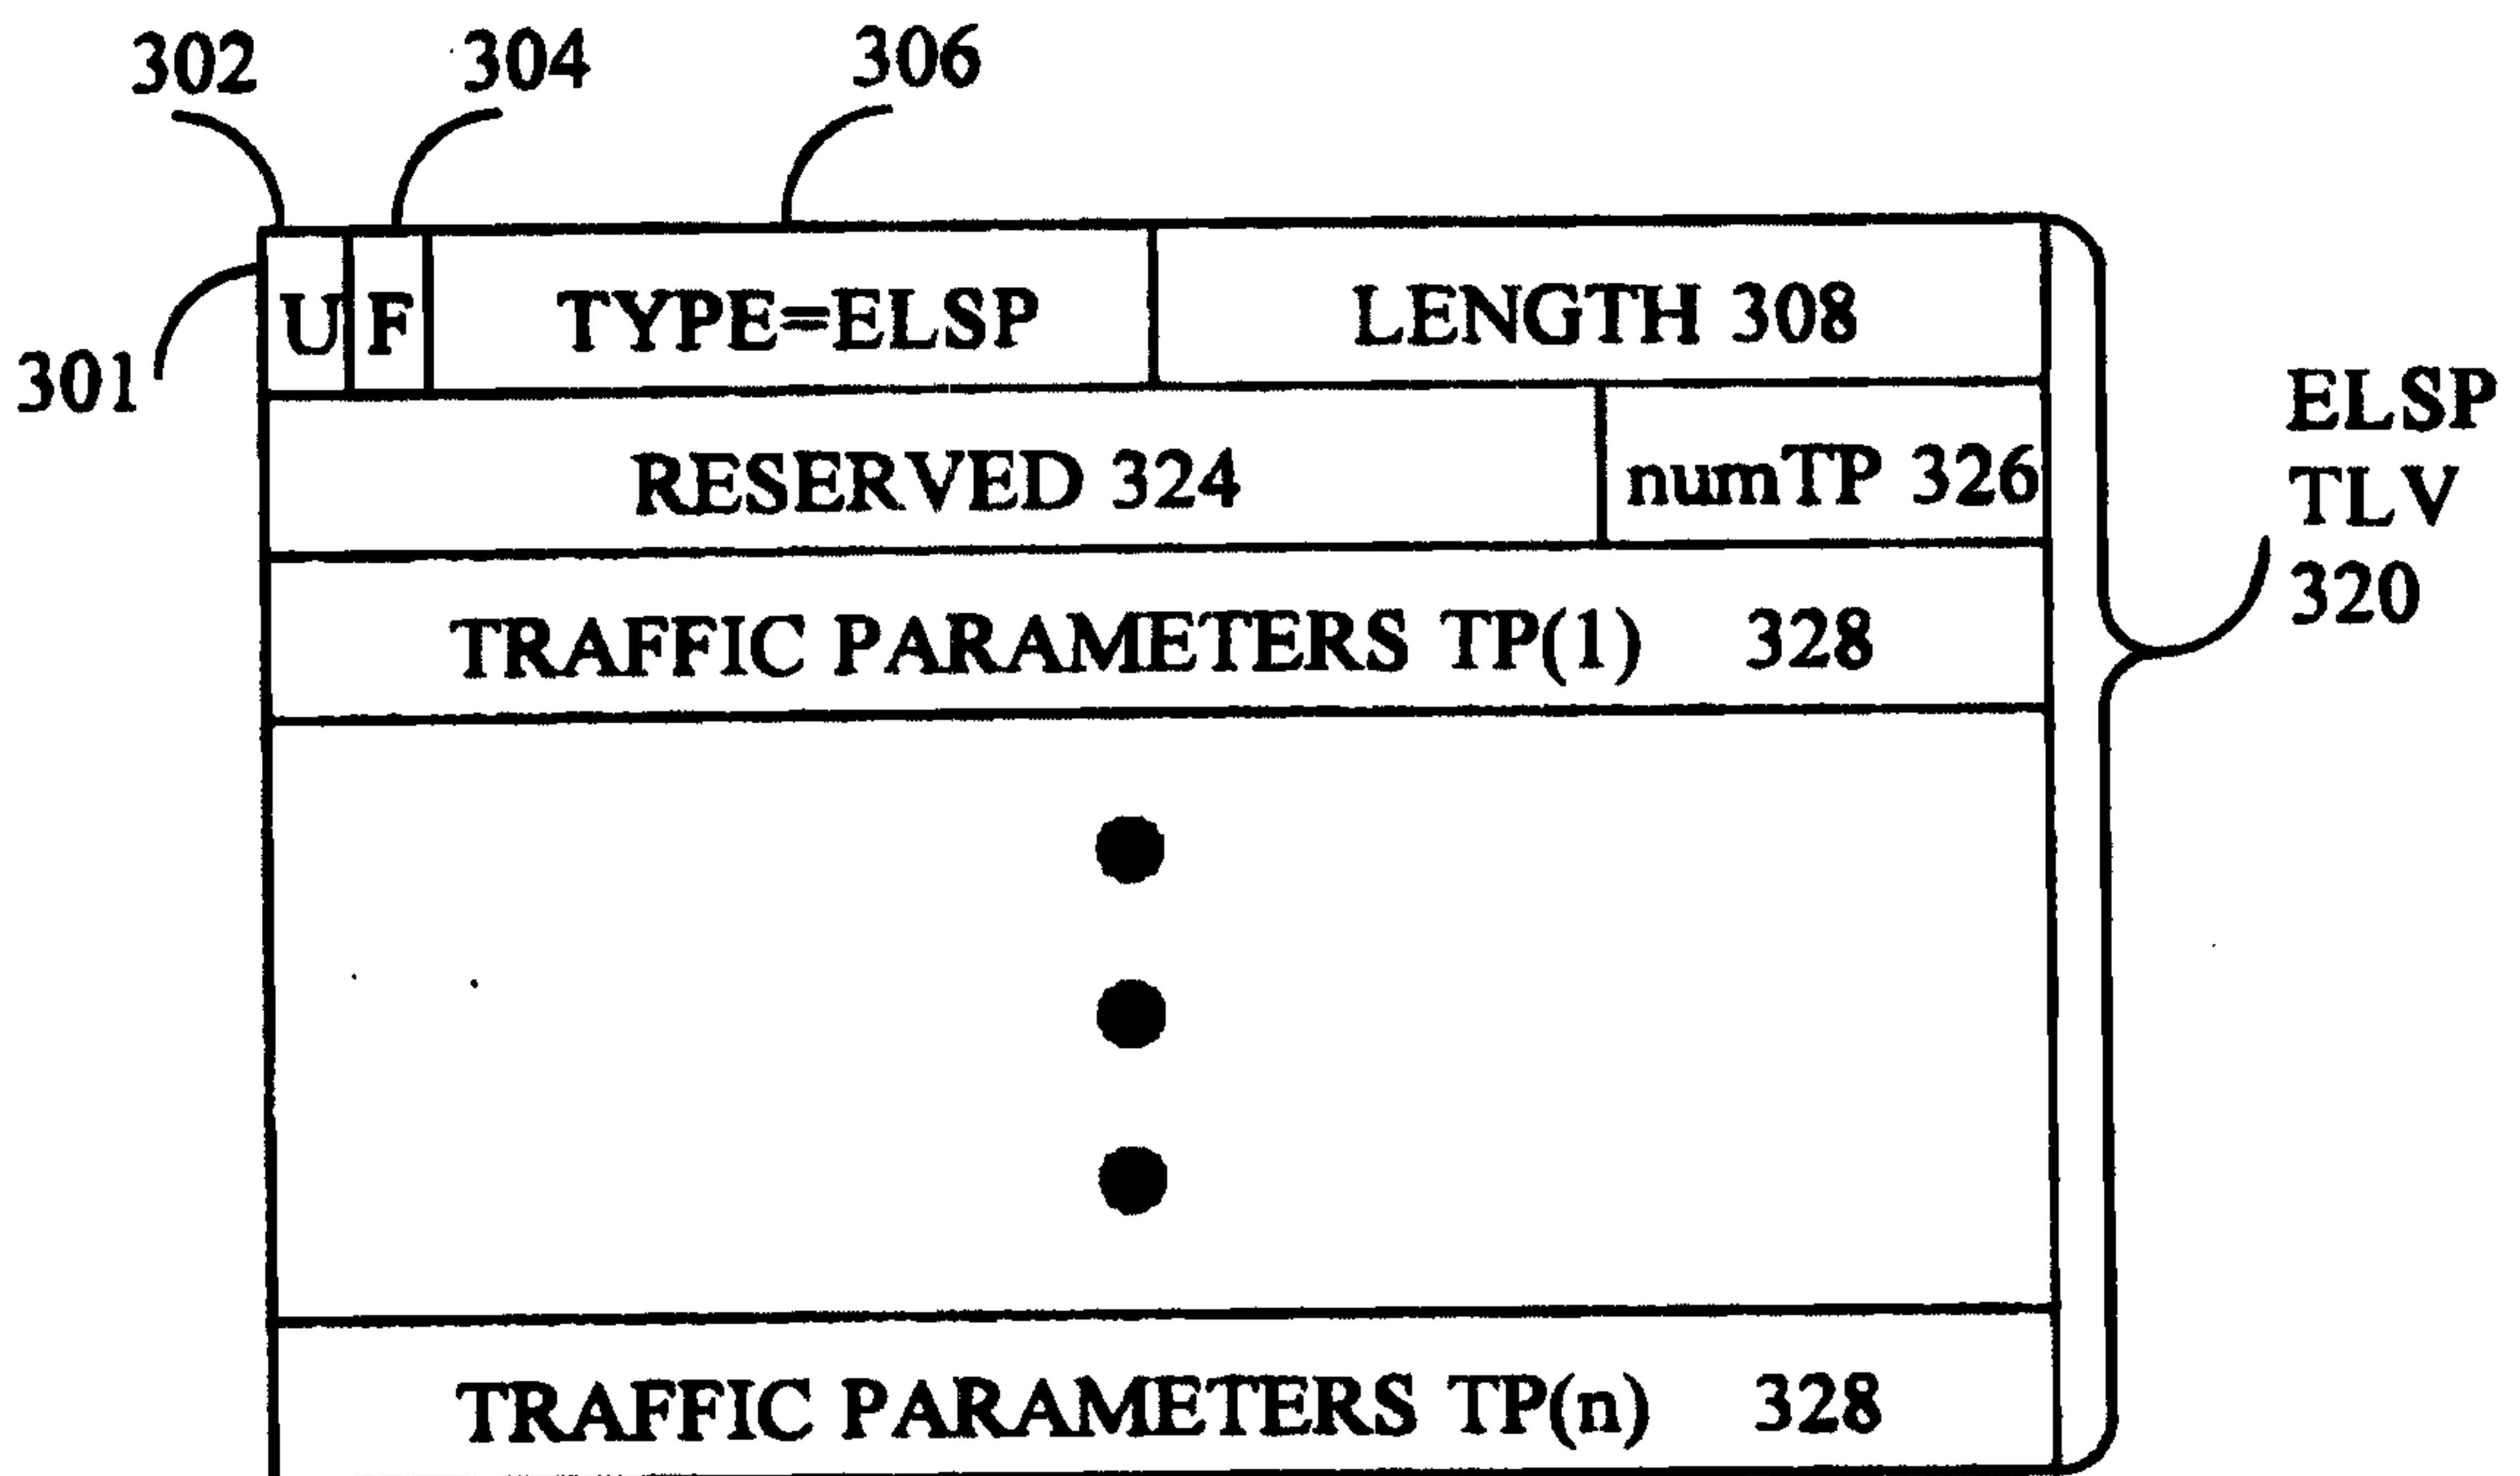 302 304 306
U F TYPE=ELSP LENGTH 308
301
ELSP
TLV
320
RESERVED 324 numTP 326
TRAFFIC PARAMETERS TP(1) 328
TRAFFIC PARAMETERS TP(n) 328